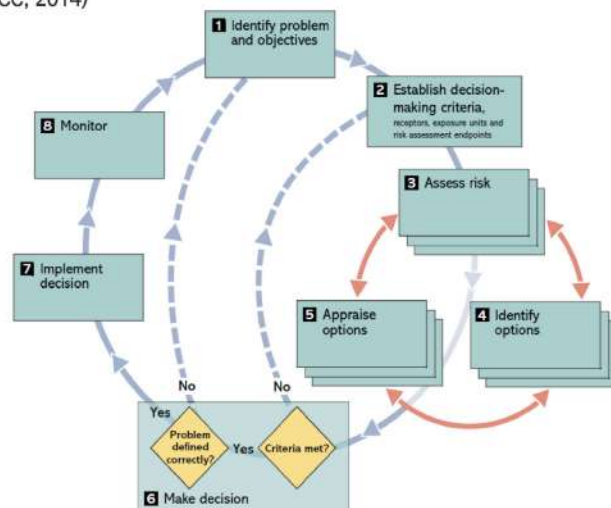 CC, 2014)
1 Identify problem
and objectives
2 Establish decision-
making criteria,
receptors, exposure units and
risk assessment endpoints
8 Monitor
3 Assess risk
7 Implement
decision
5 Appraise
options
4 Identify
options
No
No
Yes
Problem
defined
correctly?
Yes
Criteria met?
6 Make decision